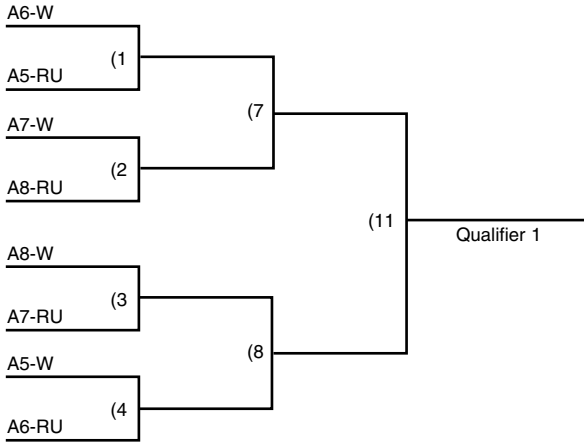 A6-W
(1
A5-RU
(7
A7-W
(2
A8-RU
(11
Qualifier 1
A8-W
(3
A7-RU
(8
A5-W
(4
A6-RU